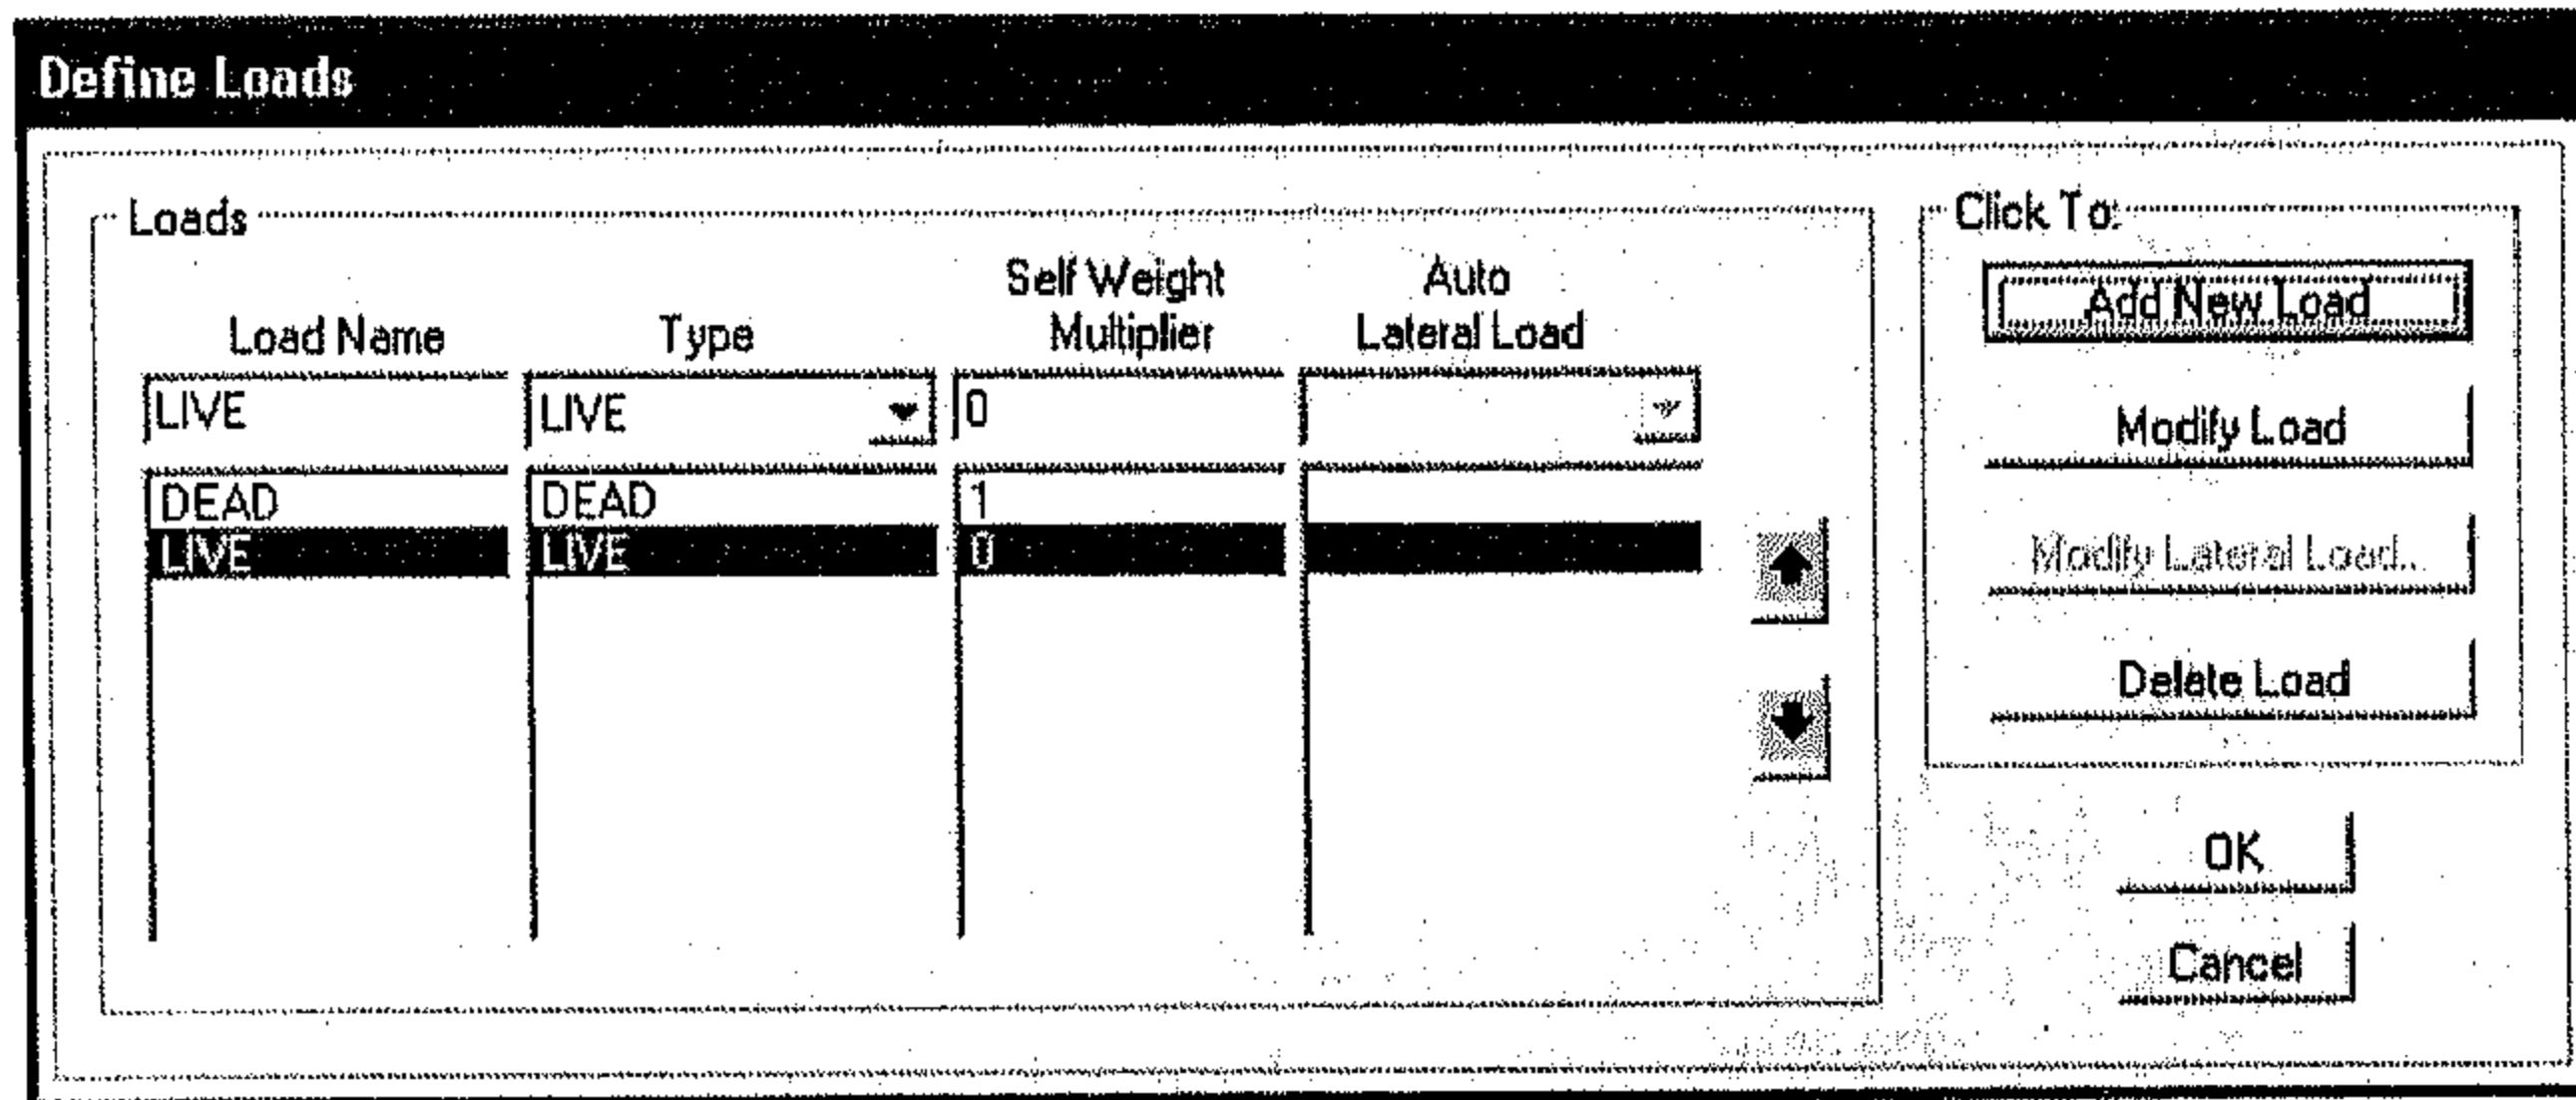 Define Loads
Loads
Click To:
Load Name
Type
Self Weight
Multiplier
Auto
Lateral Load
LIVE
LIVE
0
DEAD
DEAD
1
LIVE
LIVE
0
Add New Load
Modify Load
Modify Lateral Load..
Delete Load
OK
Cancel